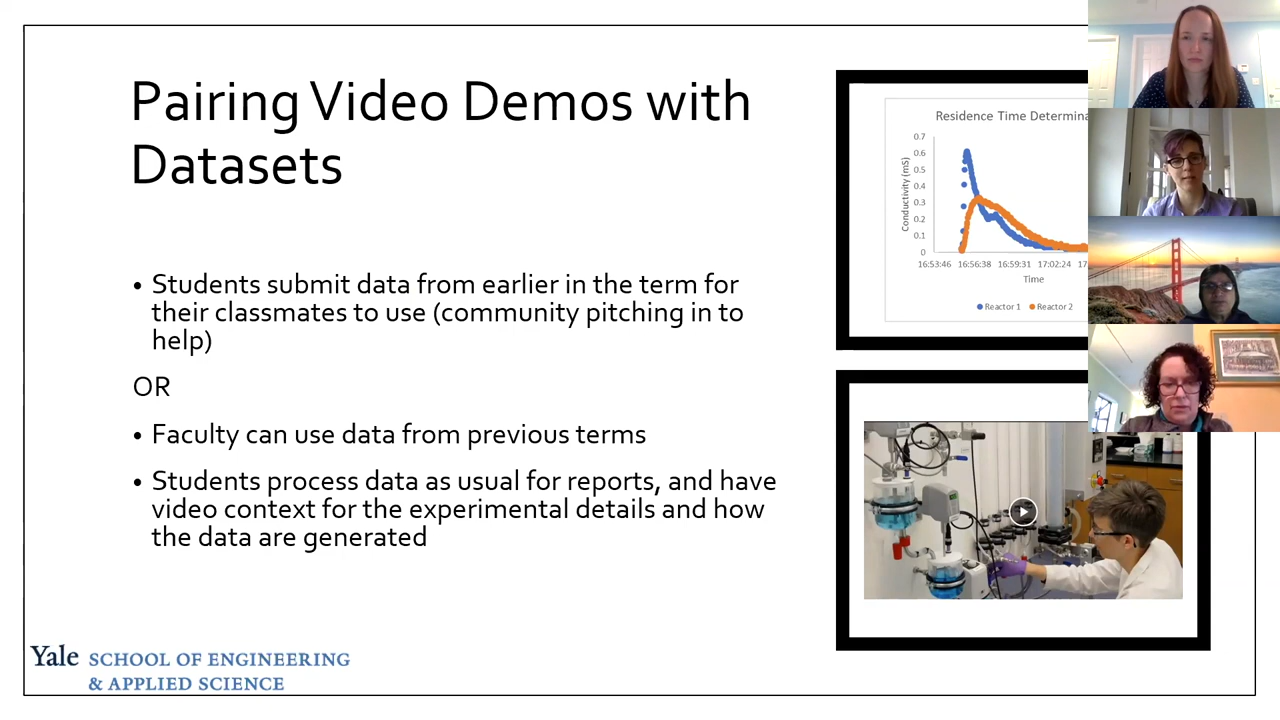 Pairing Video Demos with
Datasets
• Students submit data from earlier in the term for
their classmates to use (community pitching in to
help)
OR
• Faculty can use data from previous terms
• Students process data as usual for reports, and have
video context for the experimental details and how
the data are generated
Yale SCHOOL OF ENGINEERING
& APPLIED SCIENCE
Residence Time Determina
Conductivity (mS)
0.7
0.6
0.5
0.4
0.3
0.2
0.1
0
16:53:46 16:56:38 16:59:31 17:02:24 17
Time
Reactor 1 Reactor 2